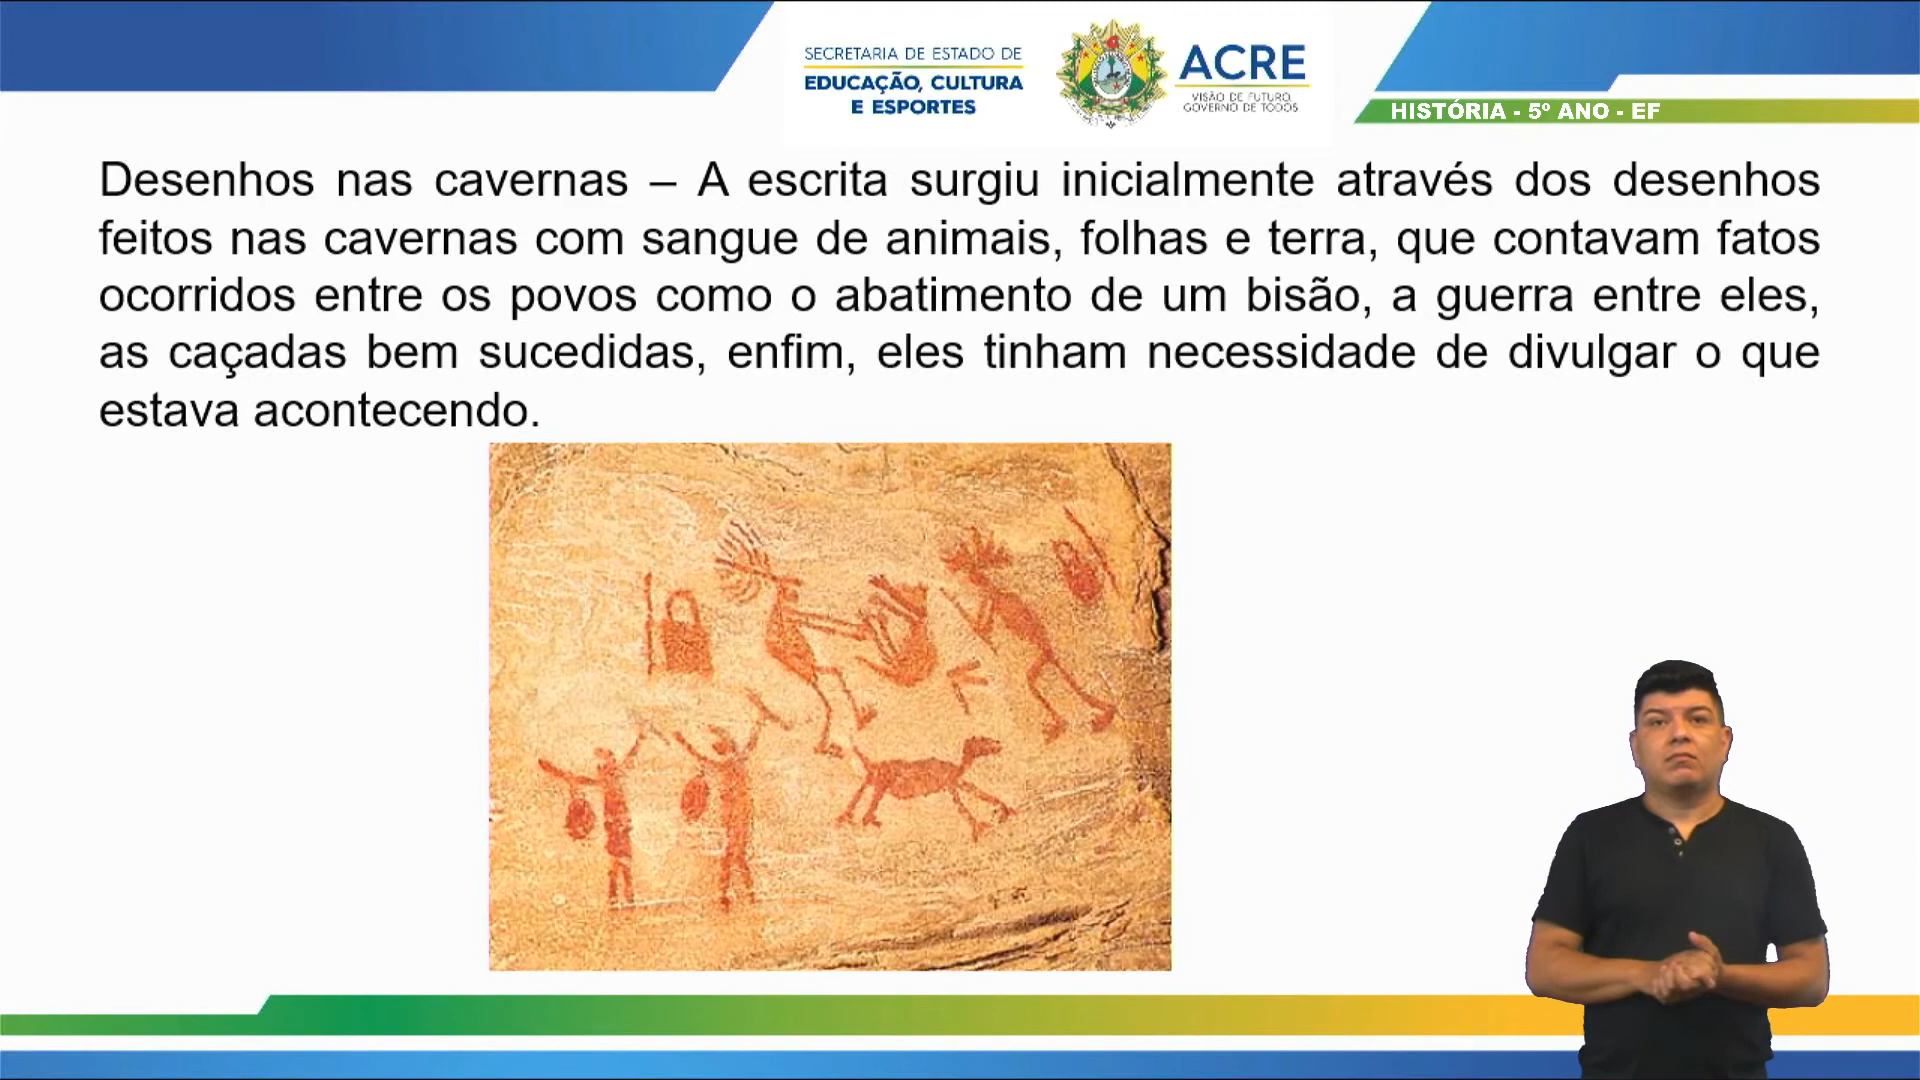 SECRETARIA DE ESTADO DE
EDUCAÇÃO, CULTURA
E ESPORTES
ACRE
VISÃO DE FUTURO,
GOVERNO DE TODOS
HISTÓRIA - 5º ANO - EF
Desenhos nas cavernas – A escrita surgiu inicialmente através dos desenhos
feitos nas cavernas com sangue de animais, folhas e terra, que contavam fatos
ocorridos entre os povos como o abatimento de um bisão, a guerra entre eles,
as caçadas bem sucedidas, enfim, eles tinham necessidade de divulgar o que
estava acontecendo.